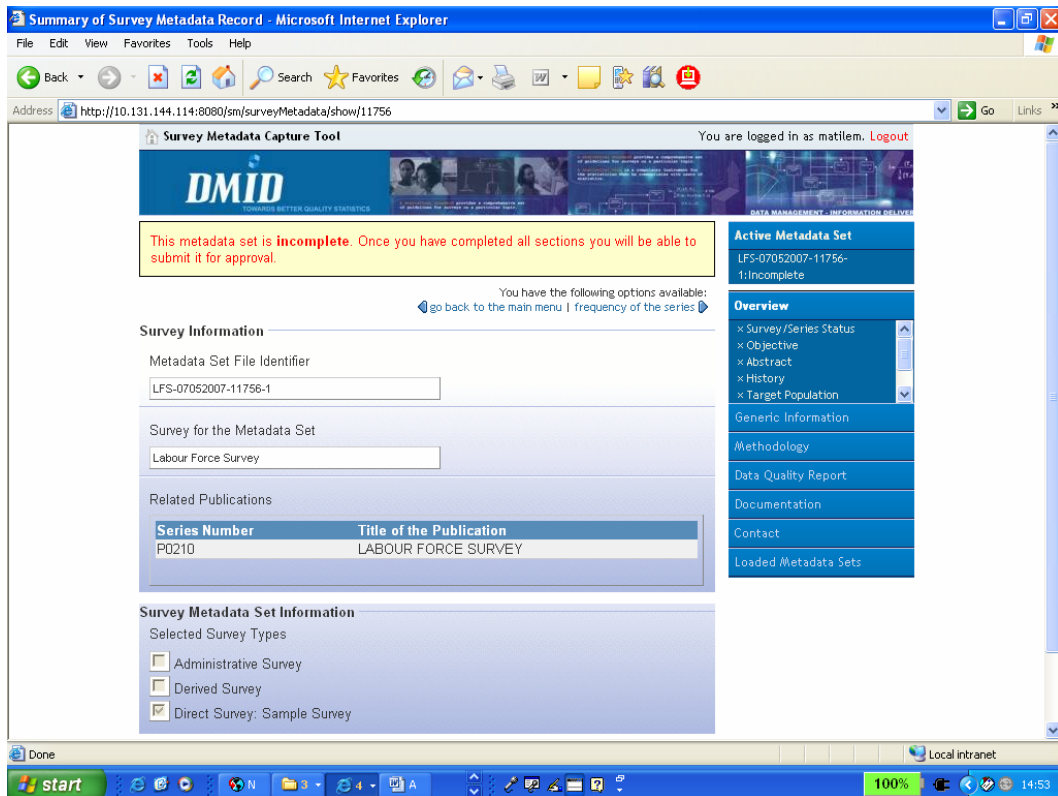 Summary of Survey Metadata Record - Microsoft Internet Explorer
File Edit View Favorites Tools Help
Back Search Favorites
Address http://10.131.144.114:8080/sm/surveyMetadata/show/11756 Go Links »
Survey Metadata Capture Tool You are logged in as matilem. Logout
DMID
TOWARDS BETTER QUALITY STATISTICS
DATA MANAGEMENT - INFORMATION DELIVER
This metadata set is incomplete. Once you have completed all sections you will be able to
submit it for approval.
You have the following options available:
go back to the main menu | frequency of the series
Survey Information
Metadata Set File Identifier
LFS-07052007-11756-1
Survey for the Metadata Set
Labour Force Survey
Related Publications
Series Number Title of the Publication
P0210 LABOUR FORCE SURVEY
Survey Metadata Set Information
Selected Survey Types
Administrative Survey
Derived Survey
Direct Survey: Sample Survey
Active Metadata Set
LFS-07052007-11756-
1:Incomplete
Overview
× Survey/Series Status
× Objective
× Abstract
× History
× Target Population
Generic Information
Methodology
Data Quality Report
Documentation
Contact
Loaded Metadata Sets
Done Local intranet
start N 3 4 A 100% 14:53